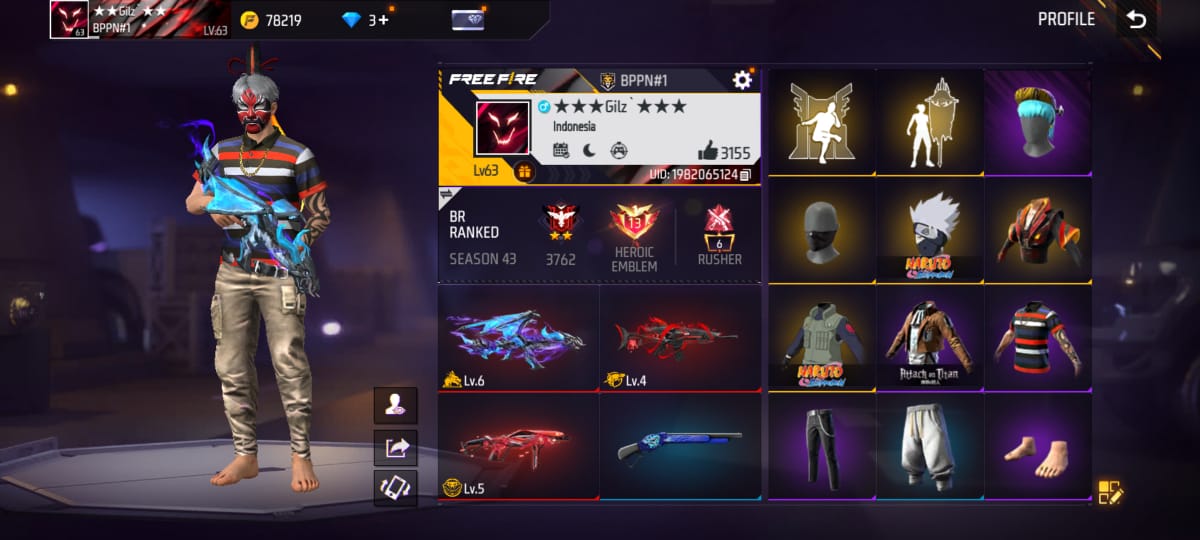 ★★Gilz`★★
63
BPPN#1
LV.63
78219
3+
PROFILE
FREE FIRE
BPPN#1
★★★Gilz`★★★
Indonesia
3155
Lv63
UID: 1982065124
BR
RANKED
SEASON 43
3762
13
HEROIC
EMBLEM
6
RUSHER
Lv.6
Lv.4
Lv.5
NARUTO
SHIPPUDEN
NARUTO
SHIPPUDEN
Attack on Titan